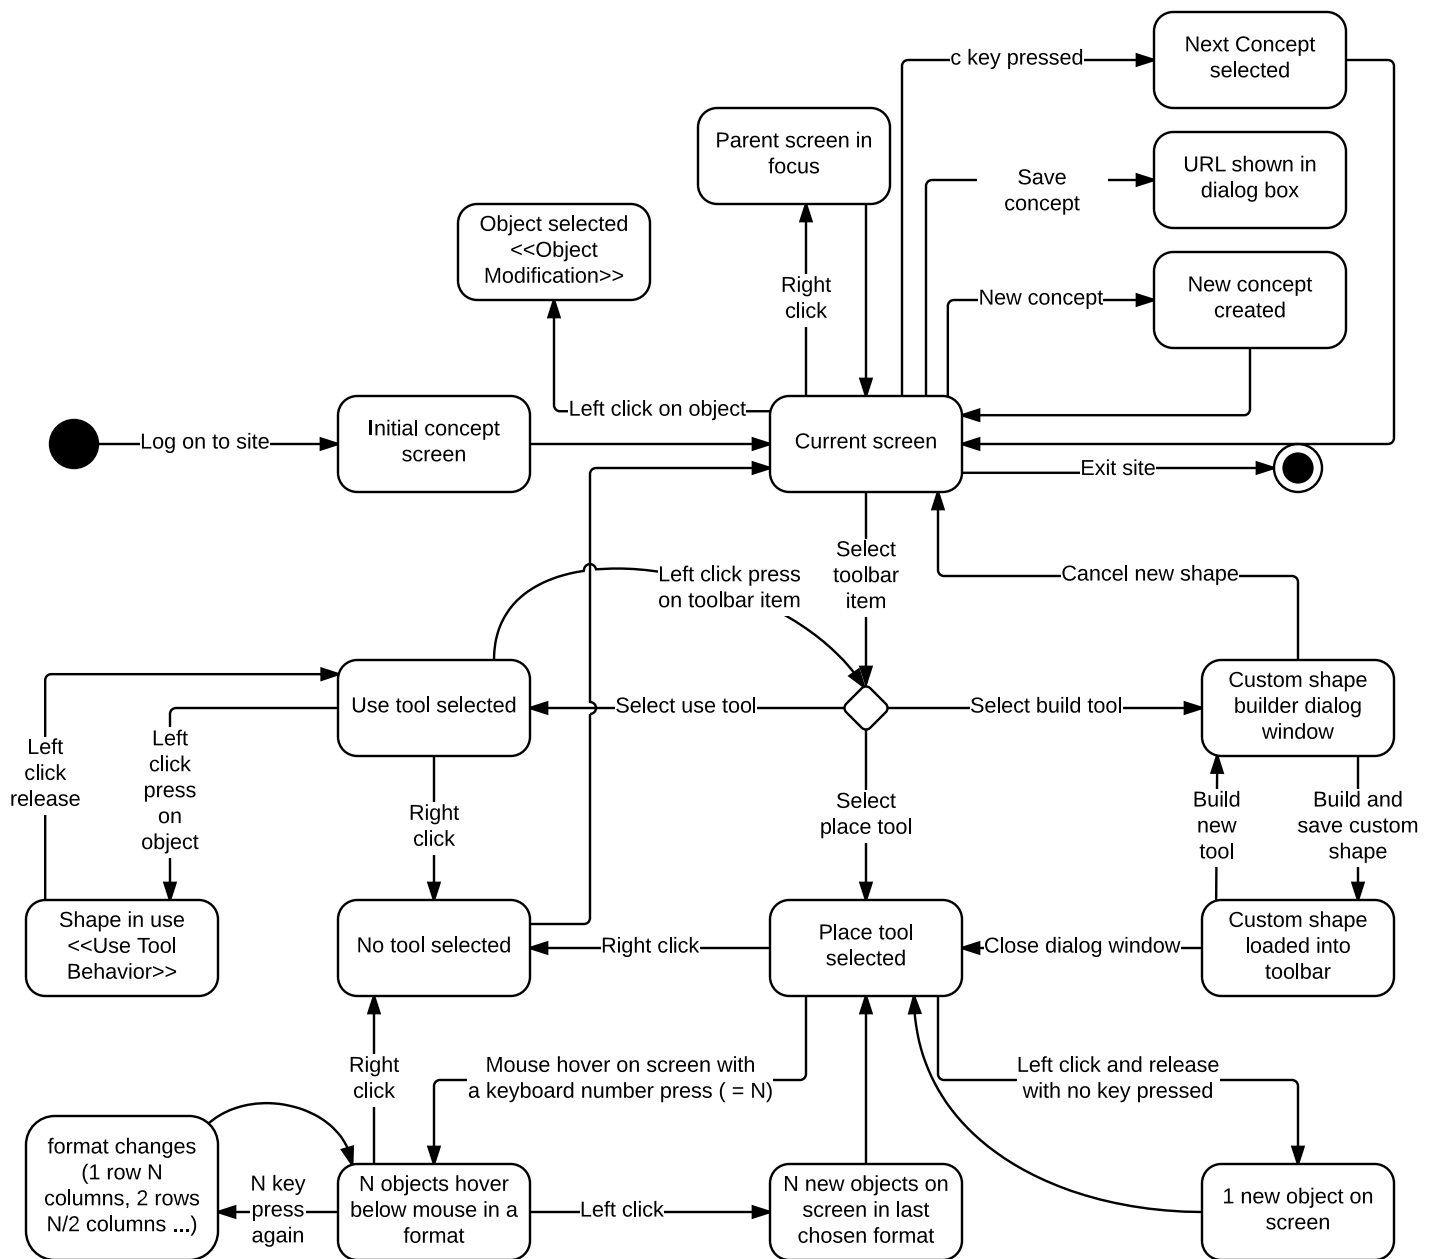 c key pressed
Next Concept
selected
Parent screen in
focus
Save
concept
URL shown in
dialog box
Object selected
<<Object
Modification>>
Right
click
New concept
New concept
created
Left click on object
Log on to site
Initial concept
screen
Current screen
Exit site
Select
toolbar
item
Left click press
on toolbar item
Cancel new shape
Use tool selected
Select use tool
Select build tool
Custom shape
builder dialog
window
Left
click
release
Left
click
press
on
object
Right
click
Select
place tool
Build
new
tool
Build and
save custom
shape
Shape in use
<<Use Tool
Behavior>>
No tool selected
Right click
Place tool
selected
Close dialog window
Custom shape
loaded into
toolbar
Right
click
Mouse hover on screen with
a keyboard number press ( = N)
Left click and release
with no key pressed
format changes
(1 row N
columns, 2 rows
N/2 columns ...)
N key
press
again
N objects hover
below mouse in a
format
Left click
N new objects on
screen in last
chosen format
1 new object on
screen